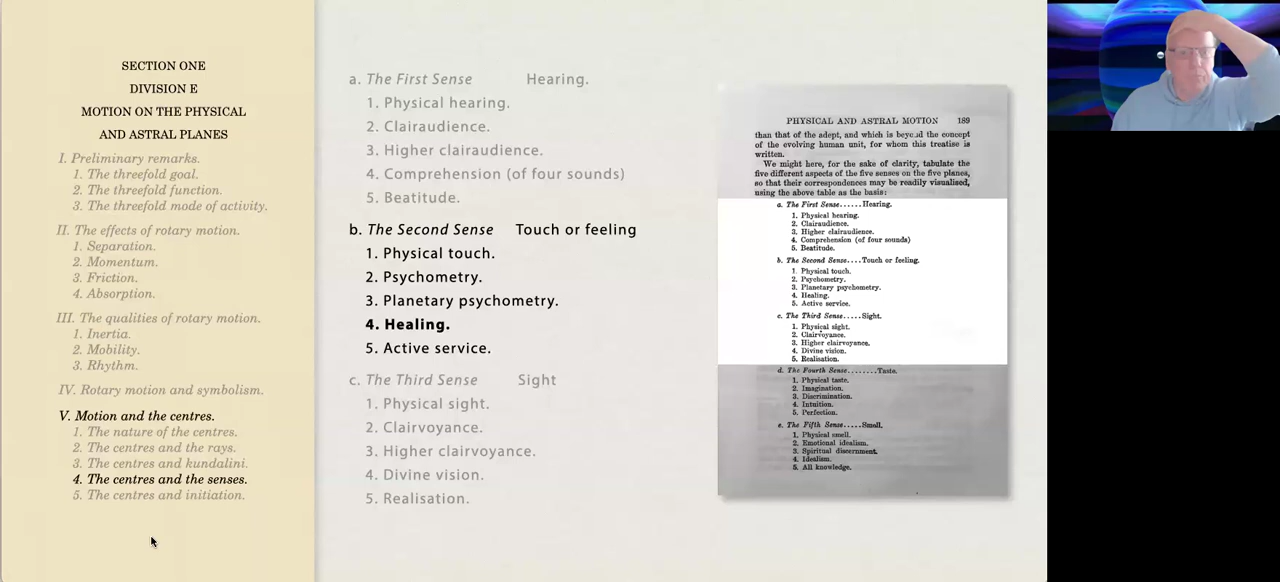 SECTION ONE
DIVISION E
MOTION ON THE PHYSICAL
AND ASTRAL PLANES
I. Preliminary remarks.
1. The threefold goal.
2. The threefold function.
3. The threefold mode of activity.
II. The effects of rotary motion.
1. Separation.
2. Momentum.
3. Friction.
4. Absorption.
III. The qualities of rotary motion.
1. Inertia.
2. Mobility.
3. Rhythm.
IV. Rotary motion and symbolism.
V. Motion and the centres.
1. The nature of the centres.
2. The centres and the rays.
3. The centres and kundalini.
4. The centres and the senses.
5. The centres and initiation.
a. The First Sense Hearing.
1. Physical hearing.
2. Clairaudience.
3. Higher clairaudience.
4. Comprehension (of four sounds)
5. Beatitude.
b. The Second Sense Touch or feeling
1. Physical touch.
2. Psychometry.
3. Planetary psychometry.
4. Healing.
5. Active service.
c. The Third Sense Sight
1. Physical sight.
2. Clairvoyance.
3. Higher clairvoyance.
4. Divine vision.
5. Realisation.
PHYSICAL AND ASTRAL MOTION 189
than that of the adept, and which is beyond the concept
of the evolving human unit, for whom this treatise is
written.
We might here, for the sake of clarity, tabulate the
five different aspects of the five senses on the five planes,
so that their correspondences may be readily visualised,
using the above table as the basis:
a. The First Sense......Hearing.
1. Physical hearing.
2. Clairaudience.
3. Higher clairaudience.
4. Comprehension (of four sounds)
5. Beatitude.
b. The Second Sense....Touch or feeling.
1. Physical touch.
2. Psychometry.
3. Planetary psychometry.
4. Healing.
5. Active service.
c. The Third Sense.....Sight.
1. Physical sight.
2. Clairvoyance.
3. Higher clairvoyance.
4. Divine vision.
5. Realisation.
d. The Fourth Sense........Taste.
1. Physical taste.
2. Imagination.
3. Discrimination.
4. Intuition.
5. Perfection.
e. The Fifth Sense.....Smell.
1. Physical smell.
2. Emotional idealism.
3. Spiritual discernment.
4. Idealism.
5. All knowledge.